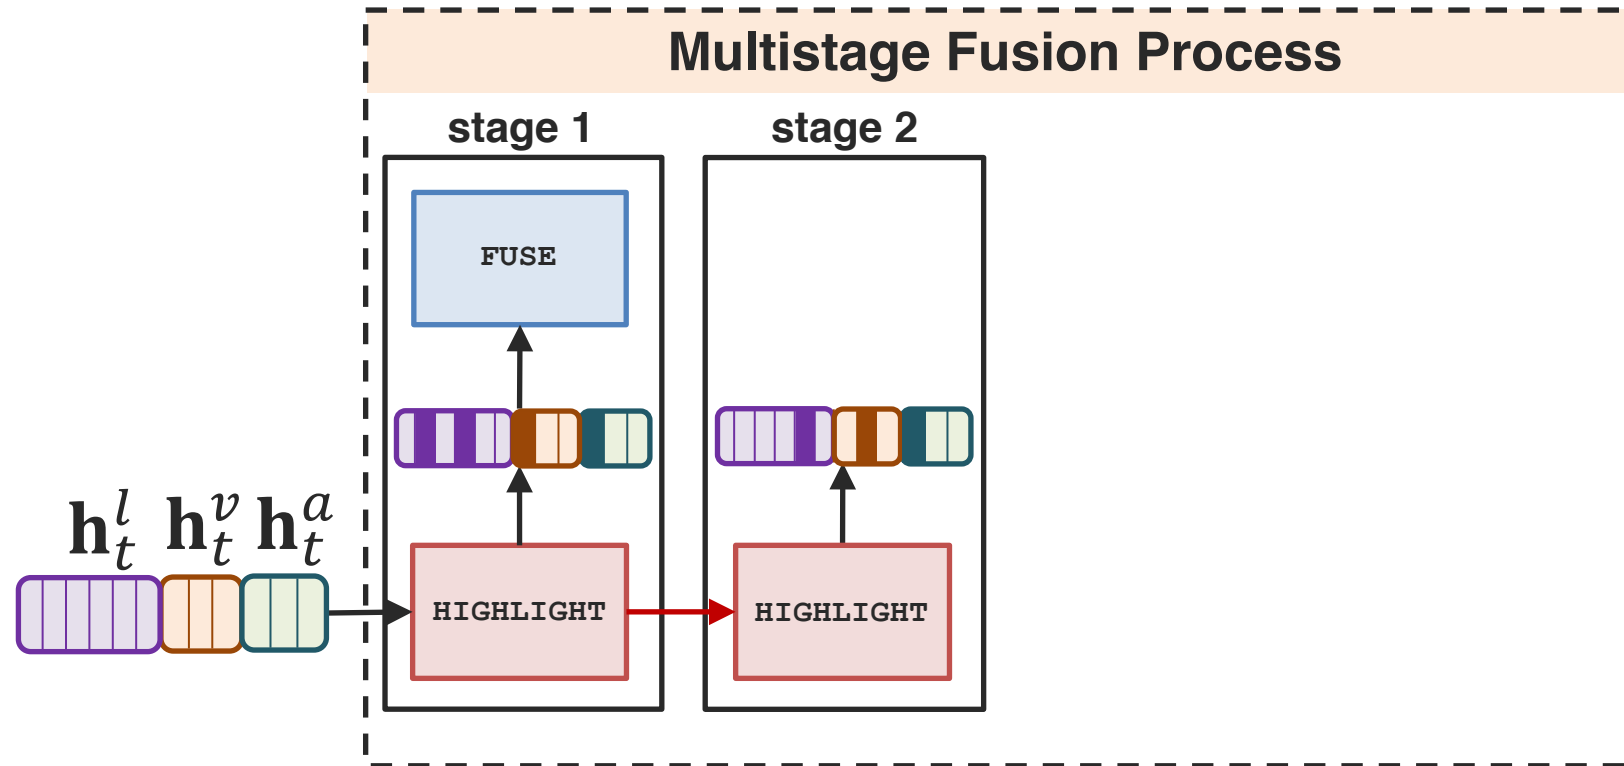 Multistage Fusion Process
stage 1 stage 2
FUSE
h_t^l h_t^v h_t^a
HIGHLIGHT HIGHLIGHT